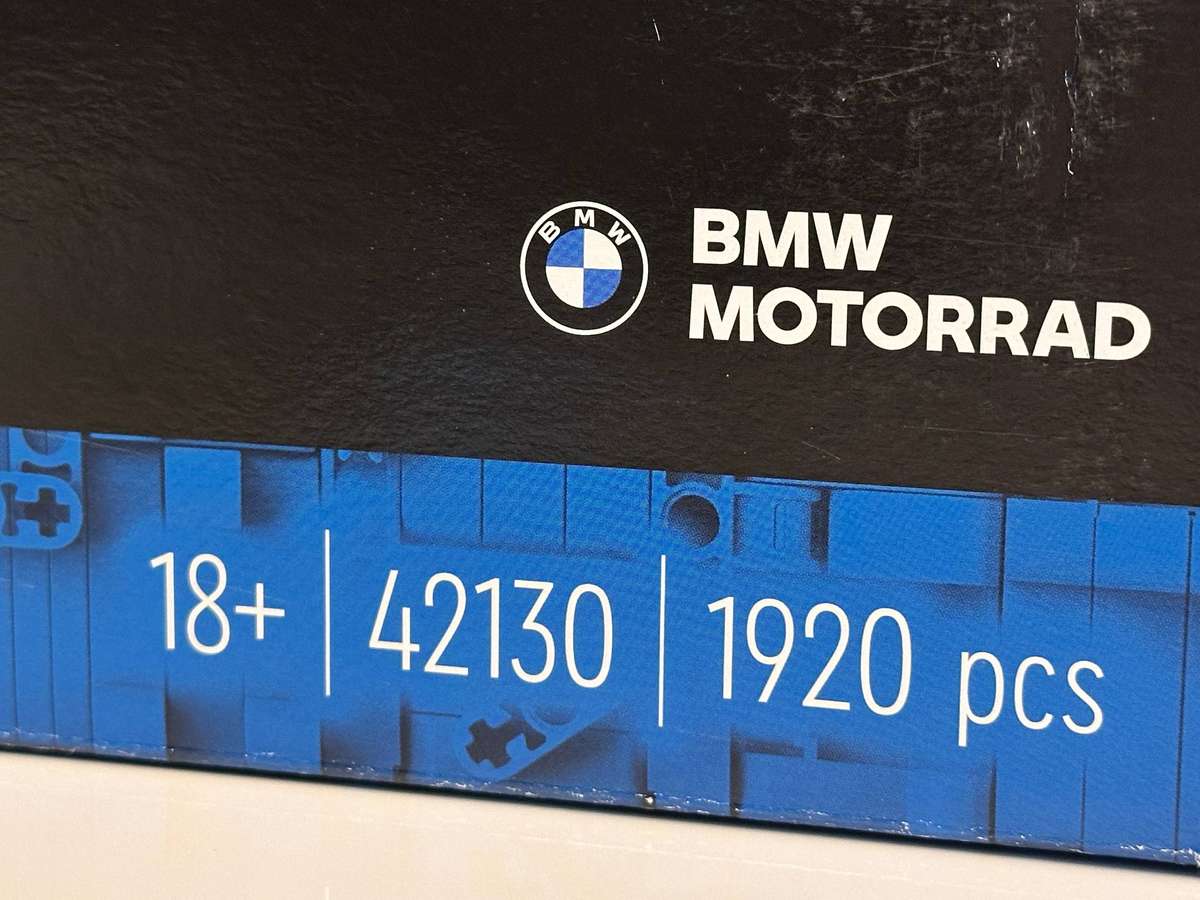 BMW
BMW
MOTORRAD
18+ | 42130 | 1920 pcs